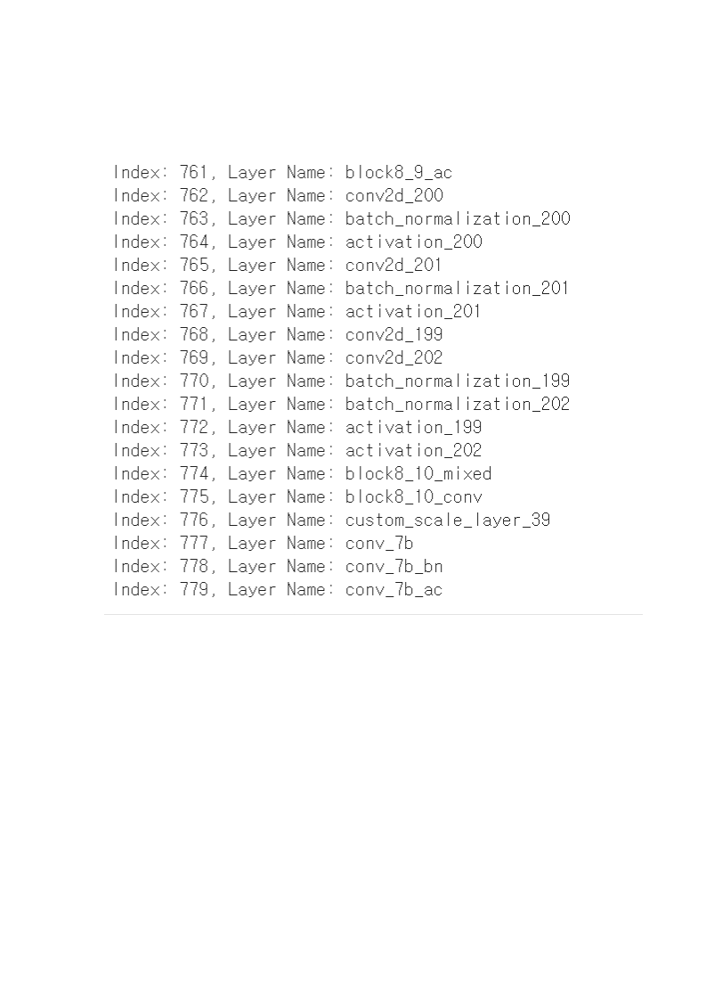 Index: 761, Layer Name: block8_9_ac
Index: 762, Layer Name: conv2d_200
Index: 763, Layer Name: batch_normalization_200
Index: 764, Layer Name: activation_200
Index: 765, Layer Name: conv2d_201
Index: 766, Layer Name: batch_normalization_201
Index: 767, Layer Name: activation_201
Index: 768, Layer Name: conv2d_199
Index: 769, Layer Name: conv2d_202
Index: 770, Layer Name: batch_normalization_199
Index: 771, Layer Name: batch_normalization_202
Index: 772, Layer Name: activation_199
Index: 773, Layer Name: activation_202
Index: 774, Layer Name: block8_10_mixed
Index: 775, Layer Name: block8_10_conv
Index: 776, Layer Name: custom_scale_layer_39
Index: 777, Layer Name: conv_7b
Index: 778, Layer Name: conv_7b_bn
Index: 779, Layer Name: conv_7b_ac